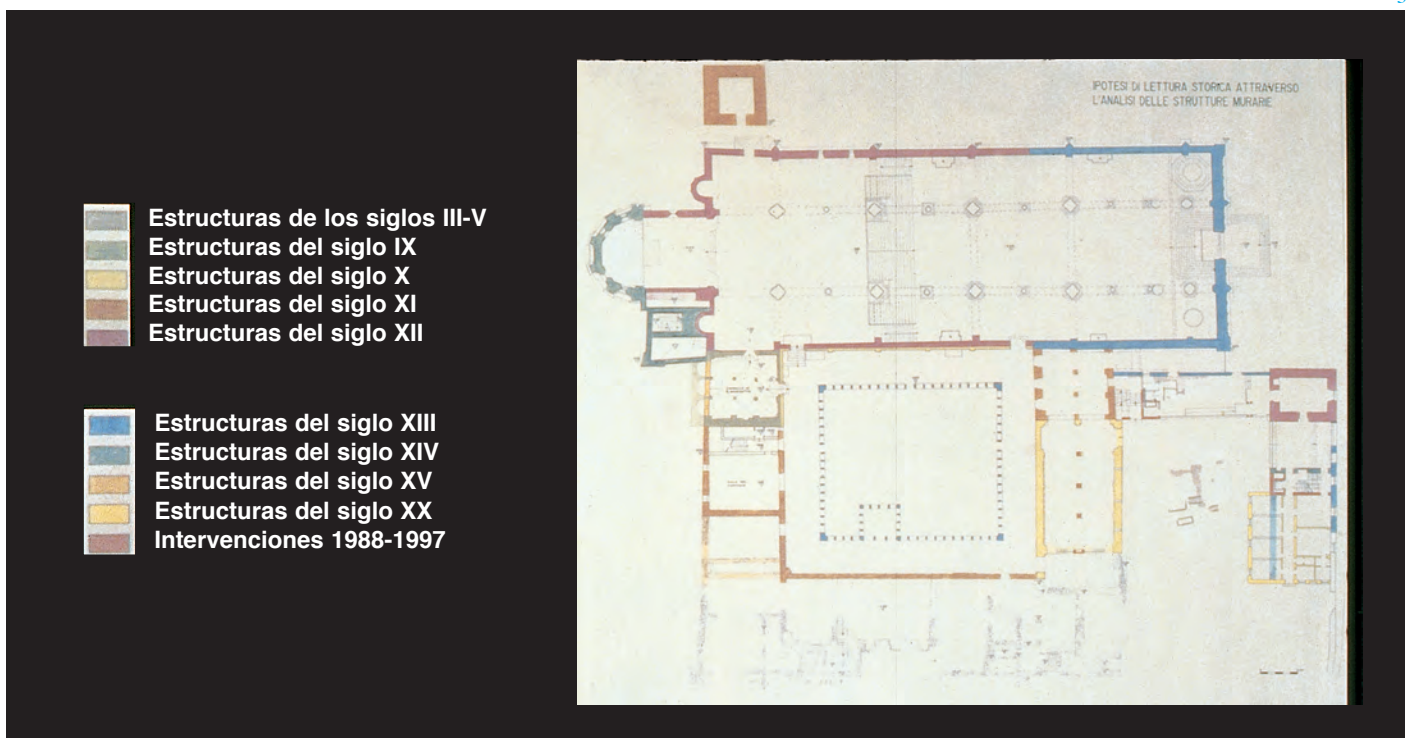 IPOTESI DI LETTURA STORICA ATTRAVERSO
L'ANALISI DELLE STRUTTURE MURARIE
Estructuras de los siglos III-V
Estructuras del siglo IX
Estructuras del siglo X
Estructuras del siglo XI
Estructuras del siglo XII
Estructuras del siglo XIII
Estructuras del siglo XIV
Estructuras del siglo XV
Estructuras del siglo XX
Intervenciones 1988-1997